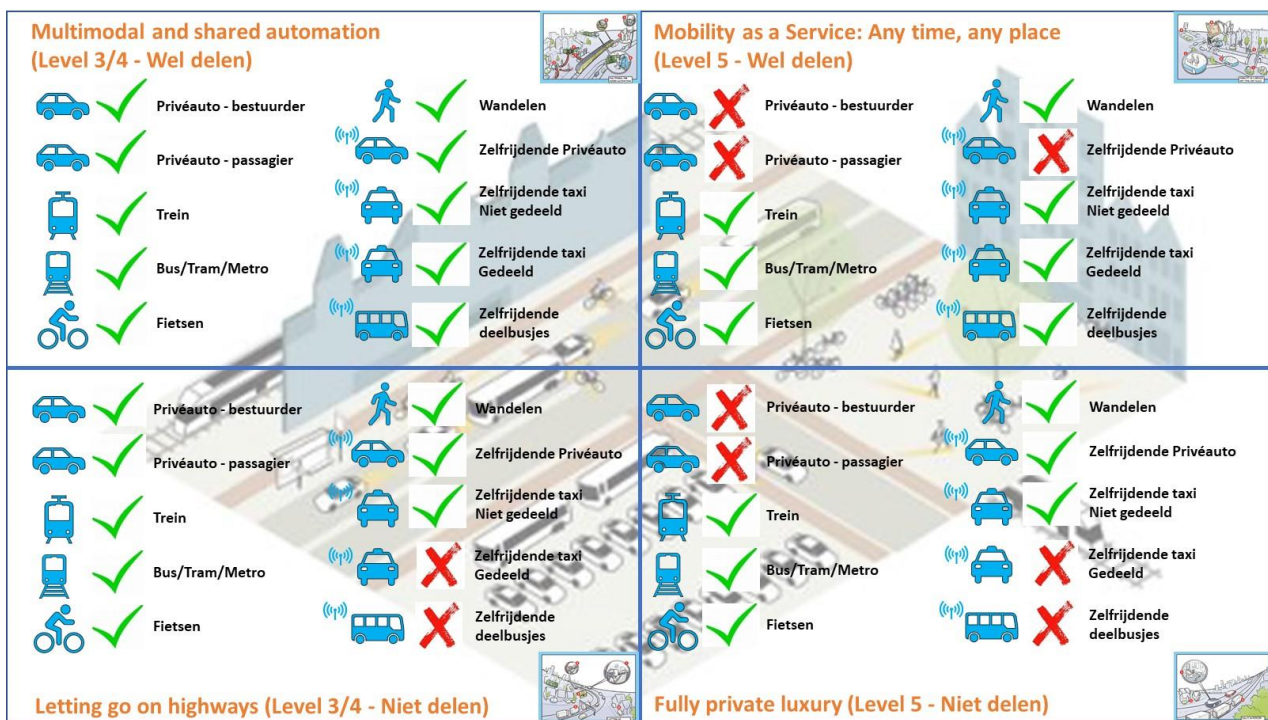 Multimodal and shared automation
(Level 3/4 - Wel delen)
Privéauto - bestuurder
Privéauto - passagier
Trein
Bus/Tram/Metro
Fietsen
Wandelen
Zelfrijdende Privéauto
Zelfrijdende taxi
Niet gedeeld
Zelfrijdende taxi
Gedeeld
Zelfrijdende
deelbusjes
Mobility as a Service: Any time, any place
(Level 5 - Wel delen)
Privéauto - bestuurder
Privéauto - passagier
Trein
Bus/Tram/Metro
Fietsen
Wandelen
Zelfrijdende Privéauto
Zelfrijdende taxi
Niet gedeeld
Zelfrijdende taxi
Gedeeld
Zelfrijdende
deelbusjes
Privéauto - bestuurder
Privéauto - passagier
Trein
Bus/Tram/Metro
Fietsen
Wandelen
Zelfrijdende Privéauto
Zelfrijdende taxi
Niet gedeeld
Zelfrijdende taxi
Gedeeld
Zelfrijdende
deelbusjes
Letting go on highways (Level 3/4 - Niet delen)
Privéauto - bestuurder
Privéauto - passagier
Trein
Bus/Tram/Metro
Fietsen
Wandelen
Zelfrijdende Privéauto
Zelfrijdende taxi
Niet gedeeld
Zelfrijdende taxi
Gedeeld
Zelfrijdende
deelbusjes
Fully private luxury (Level 5 - Niet delen)